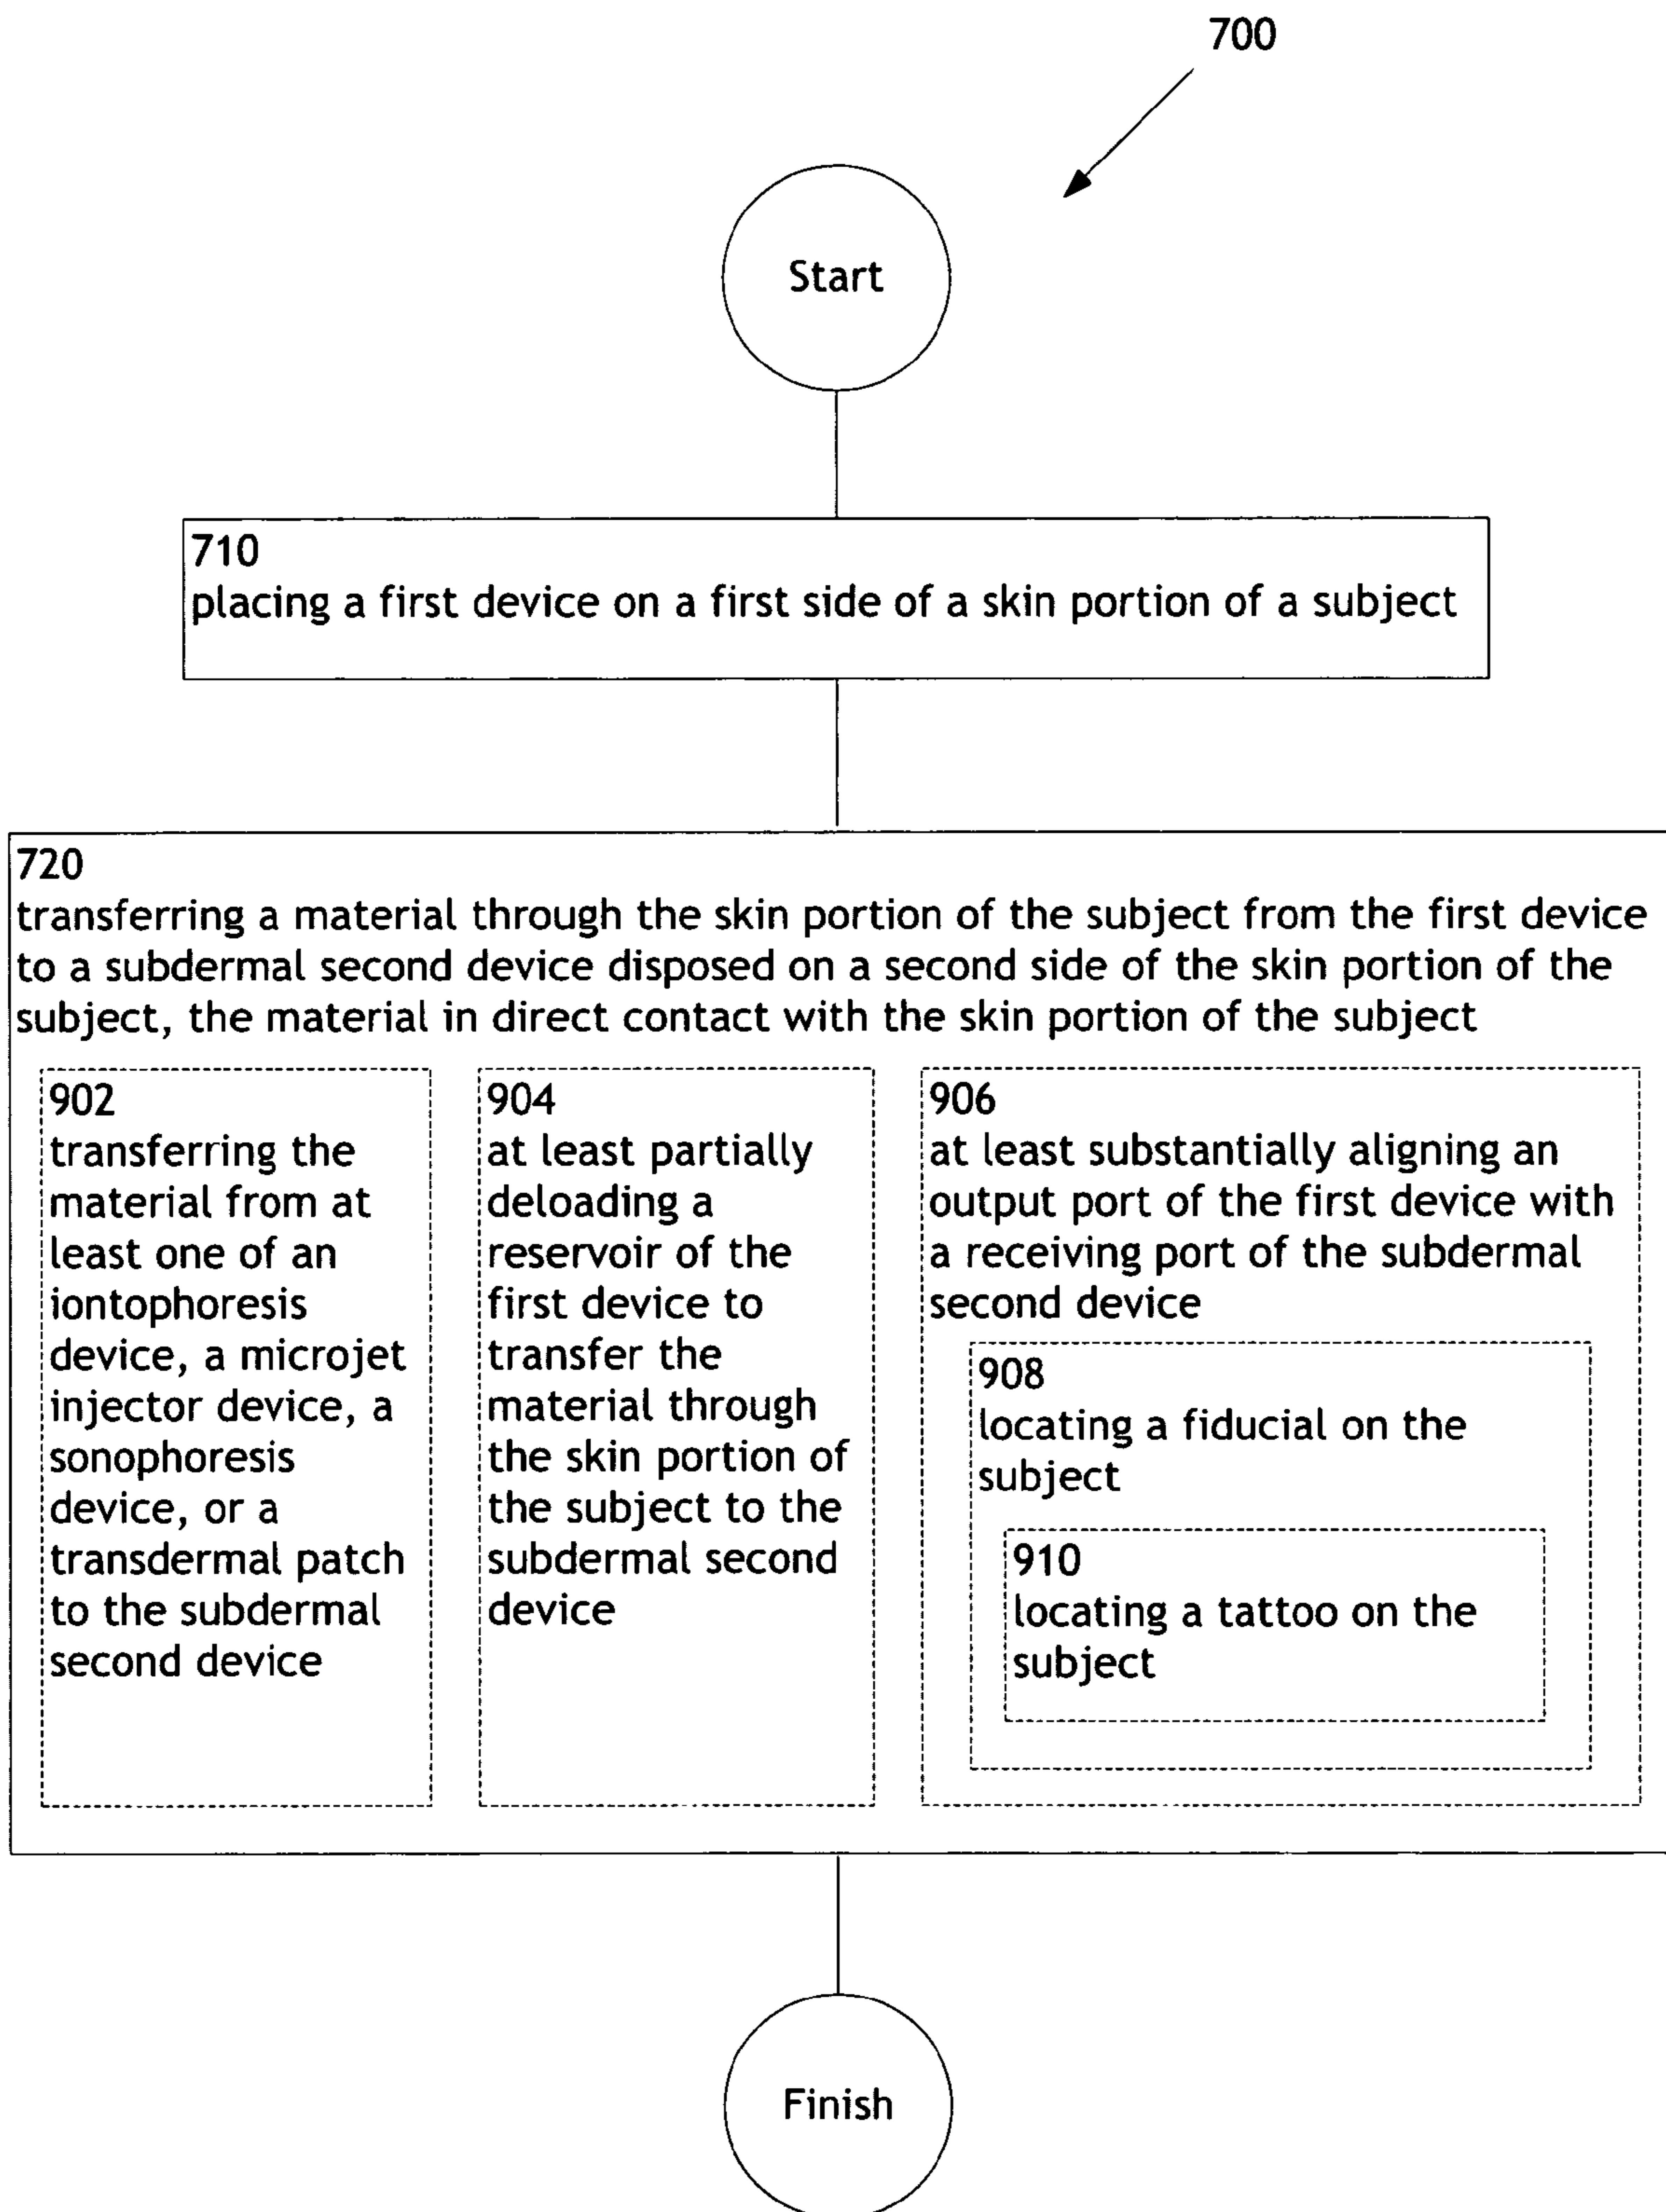 700
Start
710
placing a first device on a first side of a skin portion of a subject
720
transferring a material through the skin portion of the subject from the first device
to a subdermal second device disposed on a second side of the skin portion of the
subject, the material in direct contact with the skin portion of the subject
902
transferring the
material from at
least one of an
iontophoresis
device, a microjet
injector device, a
sonophoresis
device, or a
transdermal patch
to the subdermal
second device
904
at least partially
deloading a
reservoir of the
first device to
transfer the
material through
the skin portion of
the subject to the
subdermal second
device
906
at least substantially aligning an
output port of the first device with
a receiving port of the subdermal
second device
908
locating a fiducial on the
subject
910
locating a tattoo on the
subject
Finish